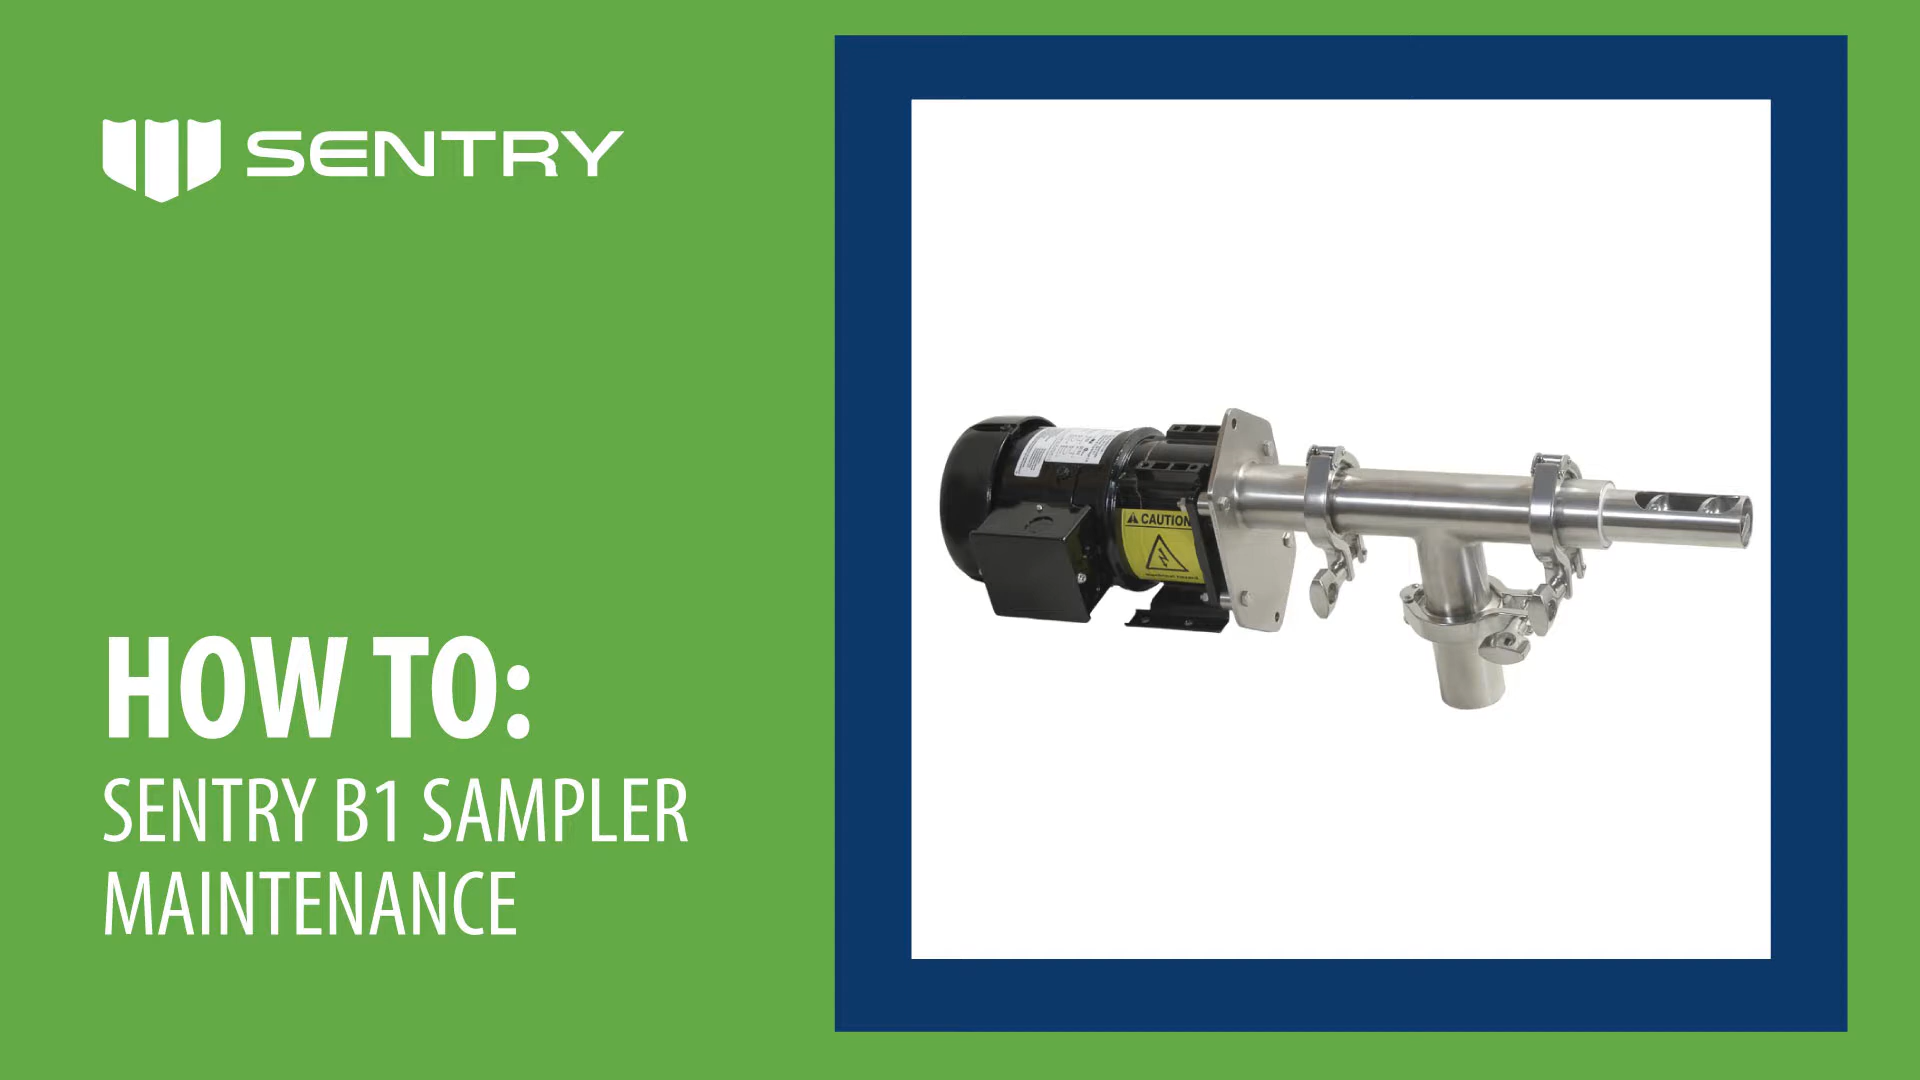 SENTRY
HOW TO:
SENTRY B1 SAMPLER
MAINTENANCE
CAUTION